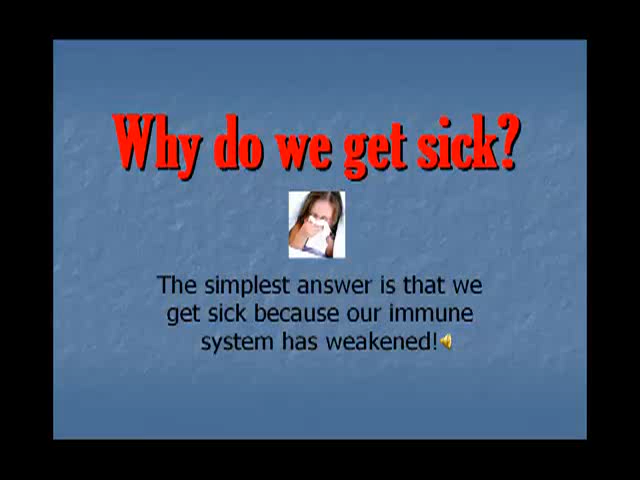 Why do we get sick?
The simplest answer is that we
get sick because our immune
system has weakened!